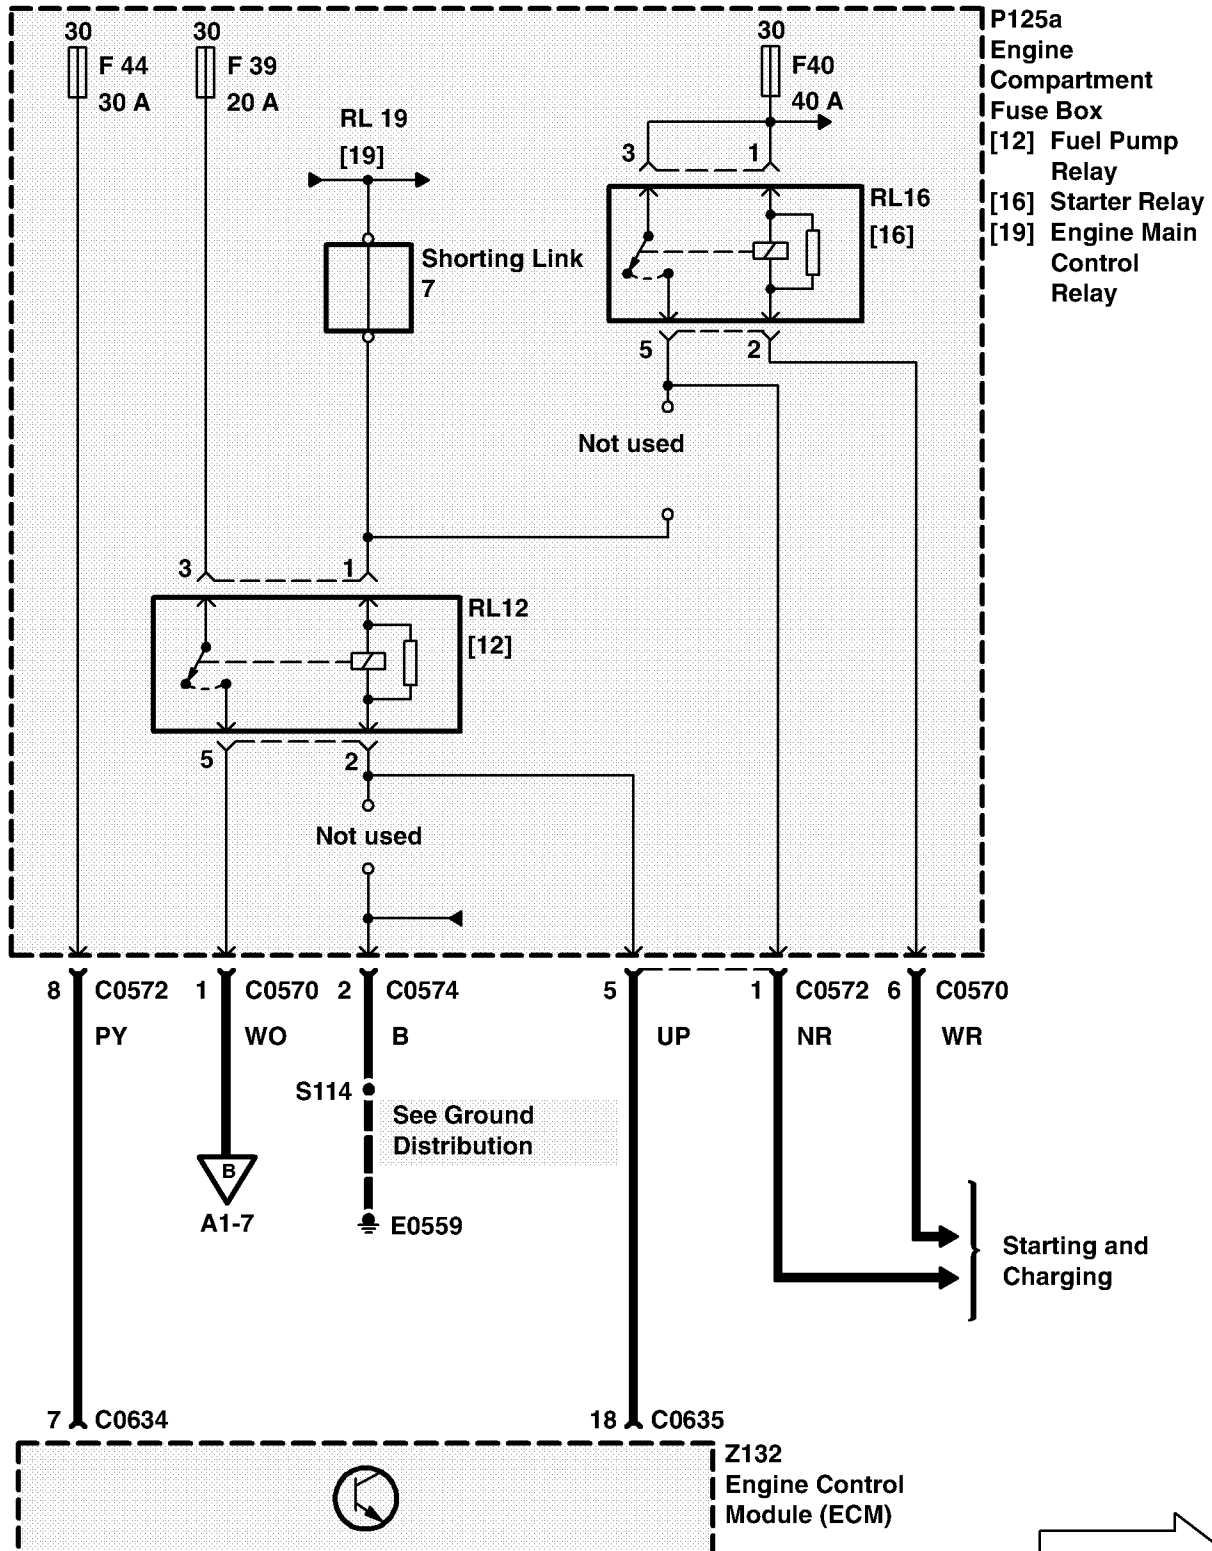 30
30
30
P125a
F 44
F 39
F40
Engine
30 A
20 A
40 A
Compartment
Fuse Box
RL 19
[19]
3
1
[12] Fuel Pump
Relay
RL16
[16] Starter Relay
[16]
[19] Engine Main
Control
Relay
Shorting Link
7
5
2
Not used
3
1
RL12
[12]
5
2
Not used
8 C0572
1 C0570
2 C0574
5
1 C0572
6 C0570
PY
WO
B
UP
NR
WR
S114
See Ground
Distribution
B
A1-7
E0559
Starting and
Charging
7 C0634
18 C0635
Z132
Engine Control
Module (ECM)